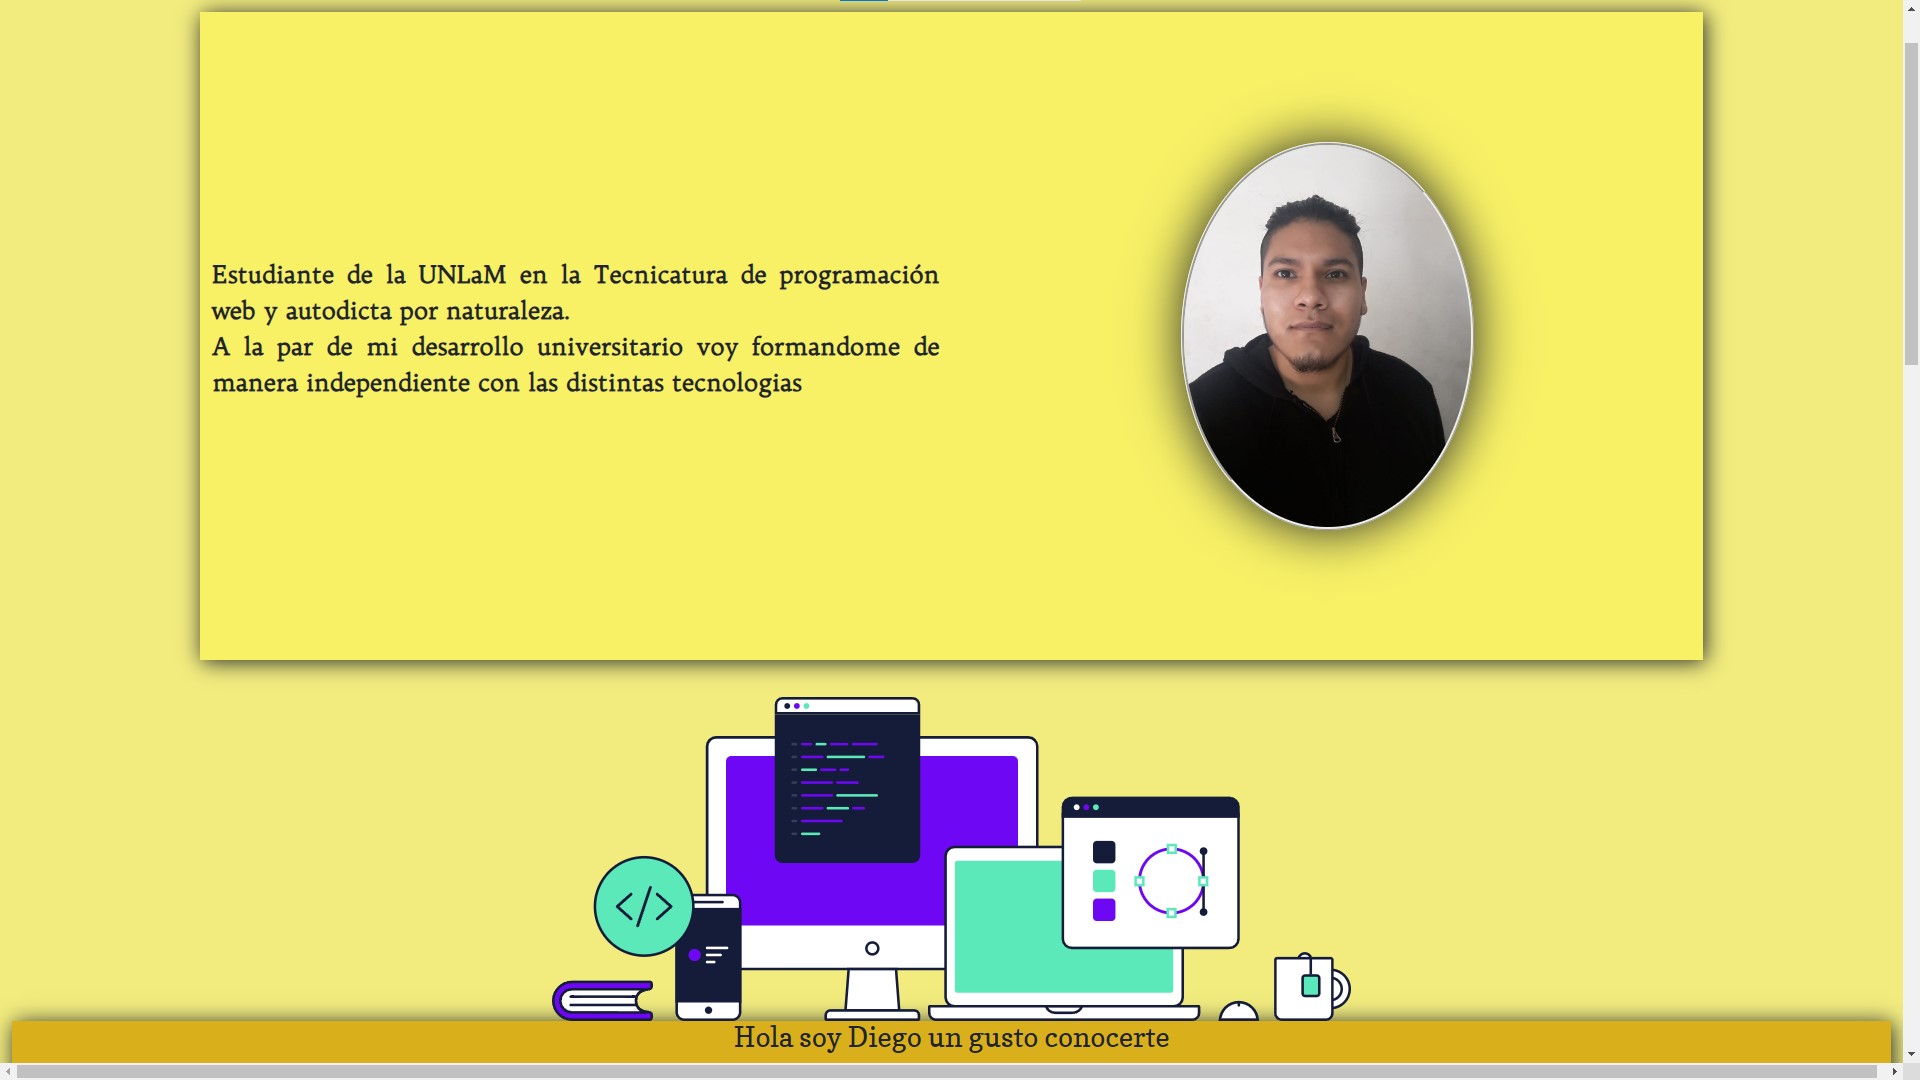 Estudiante de la UNLaM en la Tecnicatura de programación
web y autodicta por naturaleza.
A la par de mi desarrollo universitario voy formandome de
manera independiente con las distintas tecnologias
</>
Hola soy Diego un gusto conocerte